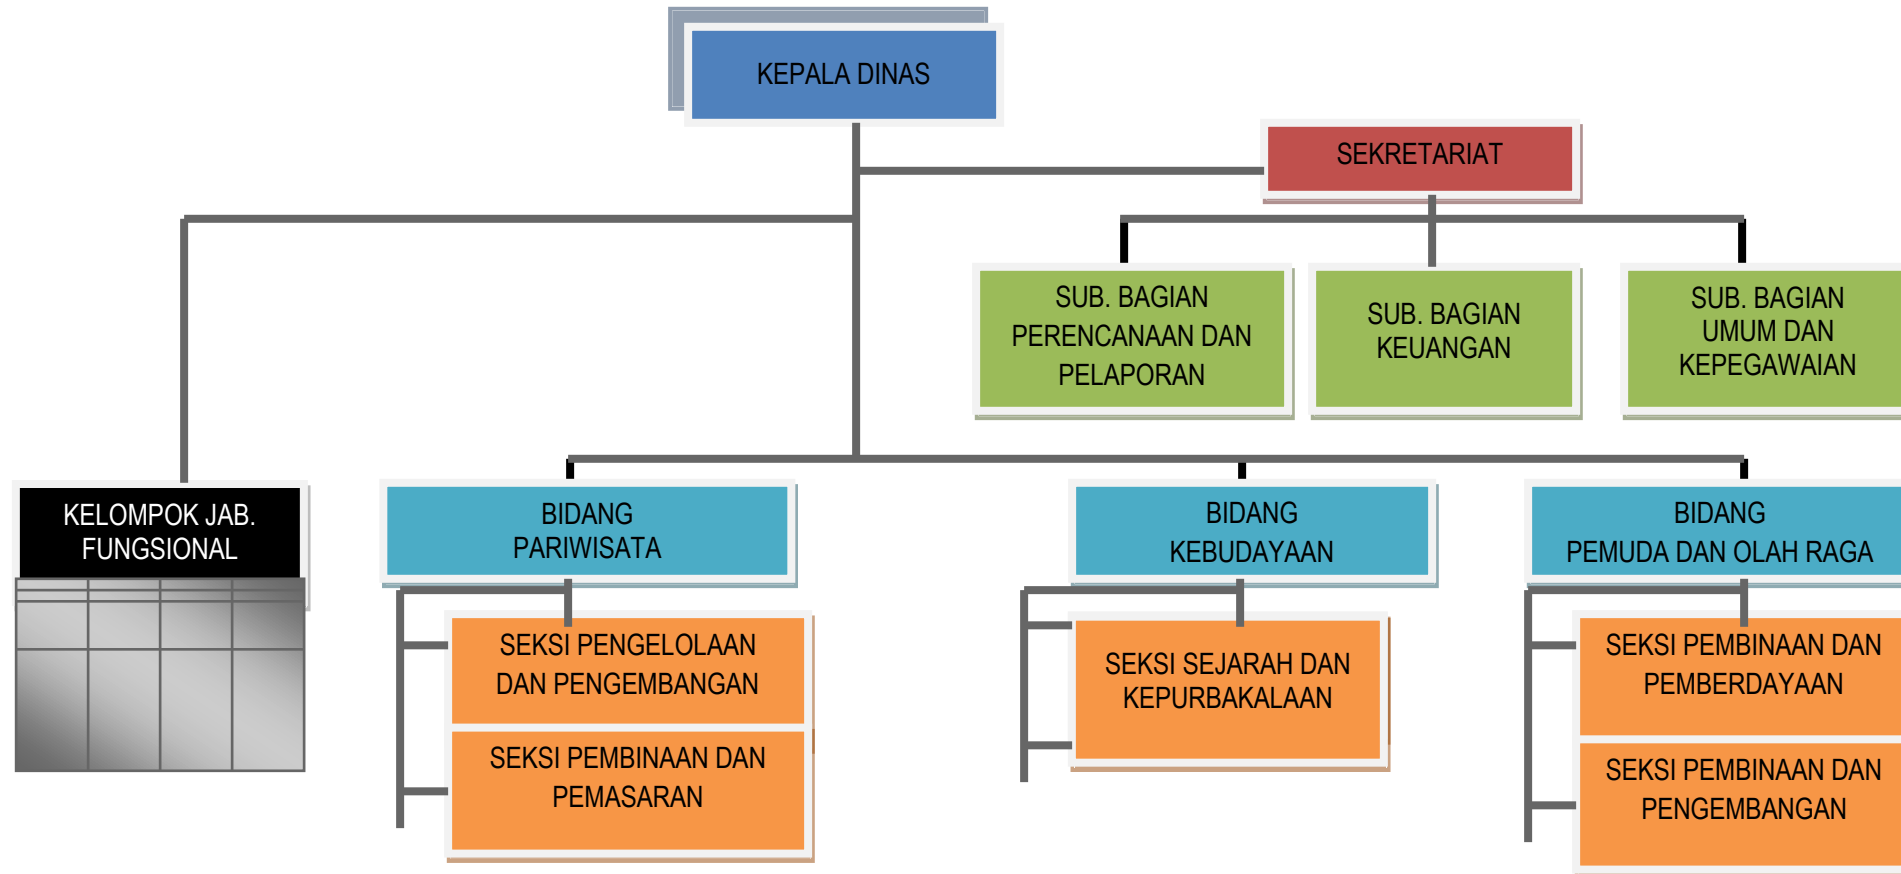 KEPALA DINAS
SEKRETARIAT
SUB. BAGIAN
PERENCANAAN DAN
PELAPORAN
SUB. BAGIAN
KEUANGAN
SUB. BAGIAN
UMUM DAN
KEPEGAWAIAN
KELOMPOK JAB.
FUNGSIONAL
BIDANG
PARIWISATA
BIDANG
KEBUDAYAAN
BIDANG
PEMUDA DAN OLAH RAGA
SEKSI PENGELOLAAN
DAN PENGEMBANGAN
SEKSI PEMBINAAN DAN
PEMASARAN
SEKSI SEJARAH DAN
KEPURBAKALAAN
SEKSI PEMBINAAN DAN
PEMBERDAYAAN
SEKSI PEMBINAAN DAN
PENGEMBANGAN